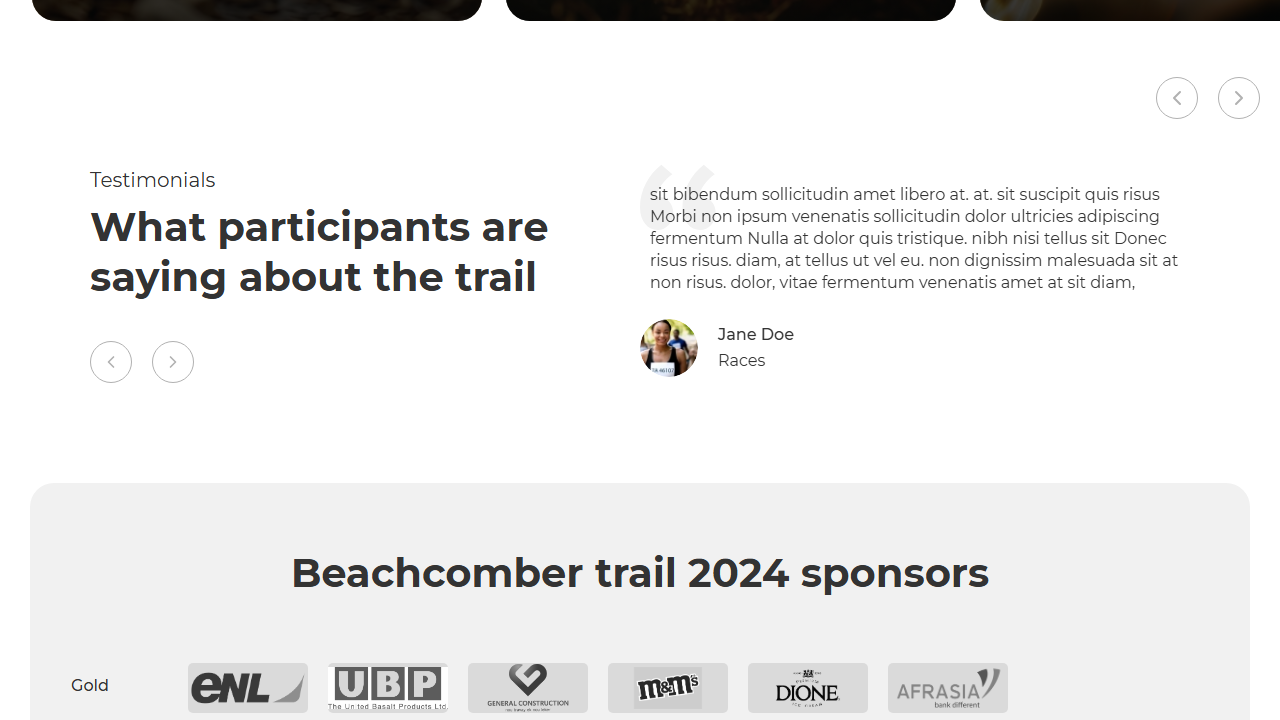 Testimonials
What participants are
saying about the trail
sit bibendum sollicitudin amet libero at. at. sit suscipit quis risus
Morbi non ipsum venenatis sollicitudin dolor ultricies adipiscing
fermentum Nulla at dolor quis tristique. nibh nisi tellus sit Donec
risus risus. diam, at tellus ut vel eu. non dignissim malesuada sit at
non risus. dolor, vitae fermentum venenatis amet at sit diam,
Jane Doe
Races
Beachcomber trail 2024 sponsors
Gold
eNL
UBP
The United Basalt Products Ltd.
GENERAL CONSTRUCTION
m&m's
PREMIUM
DIONE
ICE CREAM
AFRASIA
bank different